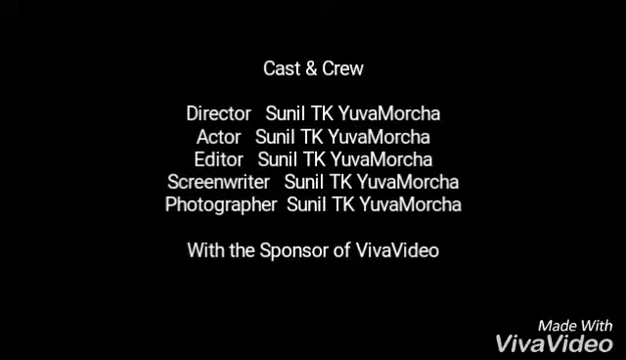 Cast & Crew
Director Sunil TK YuvaMorcha
Actor Sunil TK YuvaMorcha
Editor Sunil TK YuvaMorcha
Screenwriter Sunil TK YuvaMorcha
Photographer Sunil TK YuvaMorcha
With the Sponsor of VivaVideo
Made With
VivaVideo